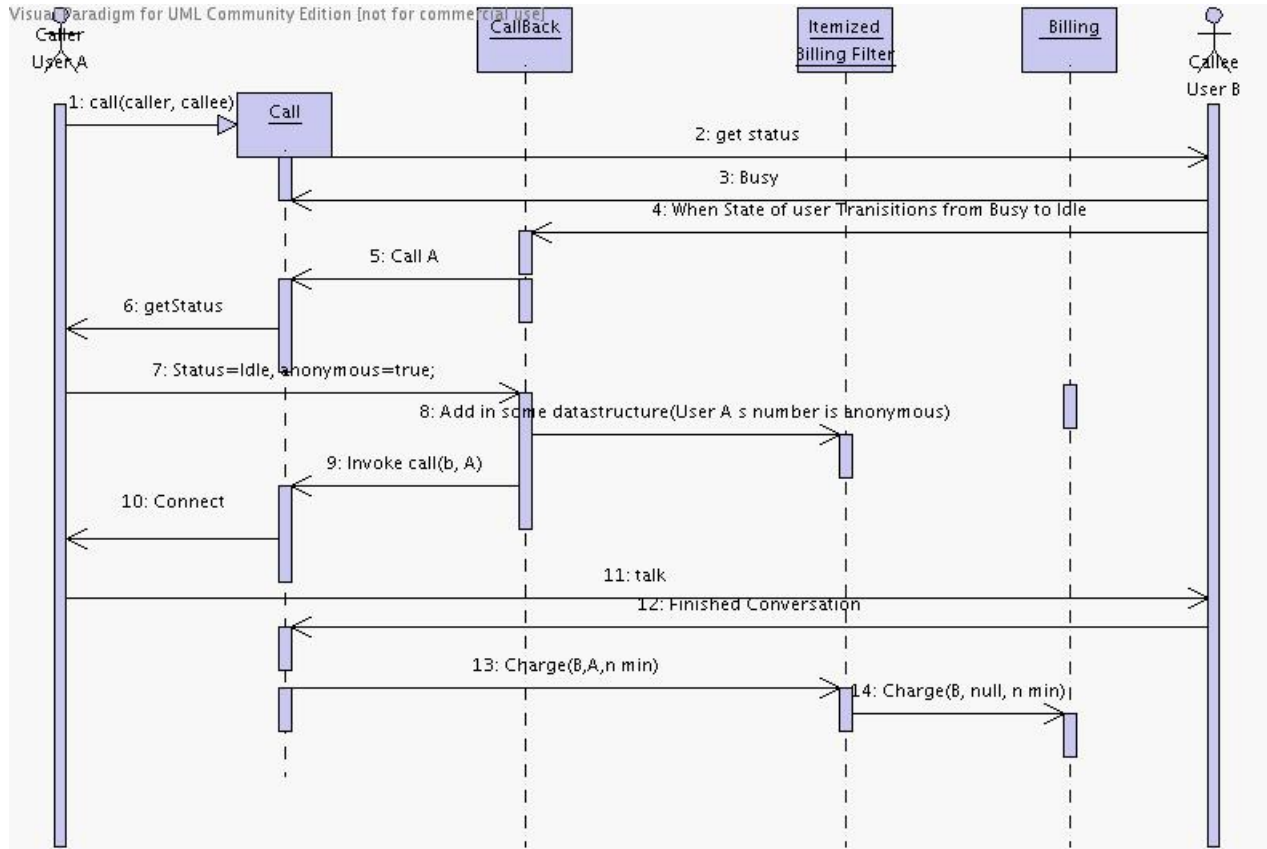 Visual Paradigm for UML Community Edition [not for commercial use]
Caller
User A
CallBack
Itemized
Billing Filter
Billing
Callee
User B
1: call(caller, callee)
Call
2: get status
3: Busy
4: When State of user Tranisitions from Busy to Idle
5: Call A
6: getStatus
7: Status=Idle, anonymous=true;
8: Add in some datastructure(User A s number is anonymous)
9: Invoke call(b, A)
10: Connect
11: talk
12: Finished Conversation
13: Charge(B,A,n min)
14: Charge(B, null, n min)